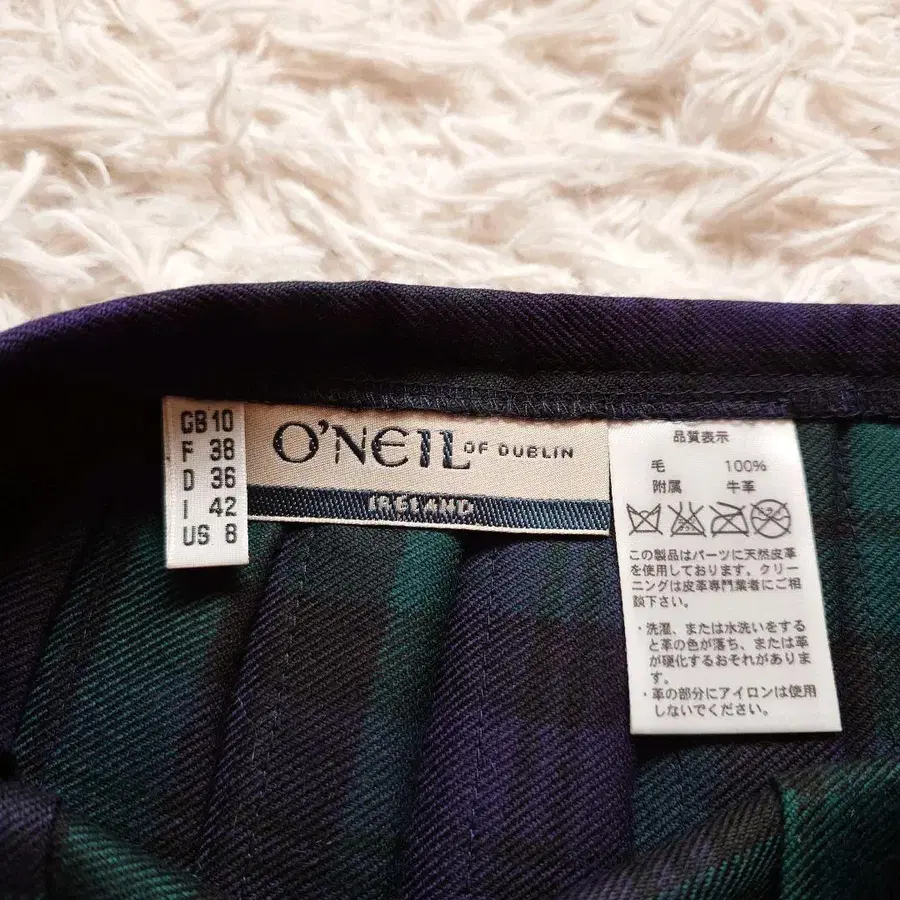 GB 10
F 38
D 36
I 42
US 8
O'NEIL OF DUBLIN
IRELAND
品質表示
毛 100%
附属 牛革
この製品はパーツに天然皮革
を使用しております。クリー
ニングは皮革専門業者にご相
談下さい。
・洗濯、または水洗いをする
と革の色が落ち、または革
が硬化するおそれがありま
す。
・革の部分にアイロンは使用
しないでください。